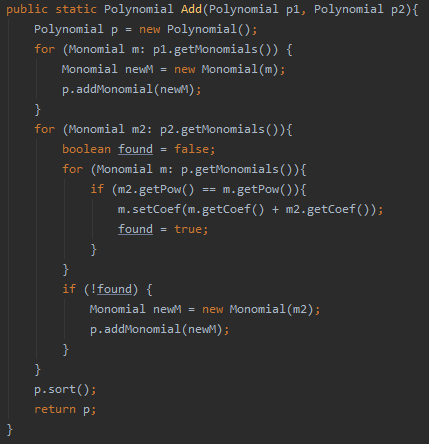 public static Polynomial Add(Polynomial p1, Polynomial p2){
    Polynomial p = new Polynomial();
    for (Monomial m: p1.getMonomials()) {
        Monomial newM = new Monomial(m);
        p.addMonomial(newM);
    }
    for (Monomial m2: p2.getMonomials()){
        boolean found = false;
        for (Monomial m: p.getMonomials()){
            if (m2.getPow() == m.getPow()){
                m.setCoef(m.getCoef() + m2.getCoef());
                found = true;
            }
        }
        if (!found) {
            Monomial newM = new Monomial(m2);
            p.addMonomial(newM);
        }
    }
    p.sort();
    return p;
}